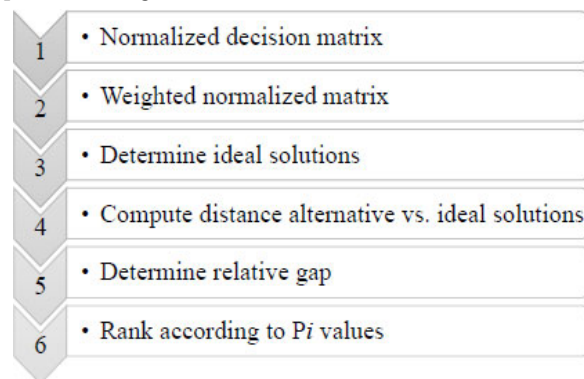 1 • Normalized decision matrix
2 • Weighted normalized matrix
3 • Determine ideal solutions
4 • Compute distance alternative vs. ideal solutions
5 • Determine relative gap
6 • Rank according to Pi values